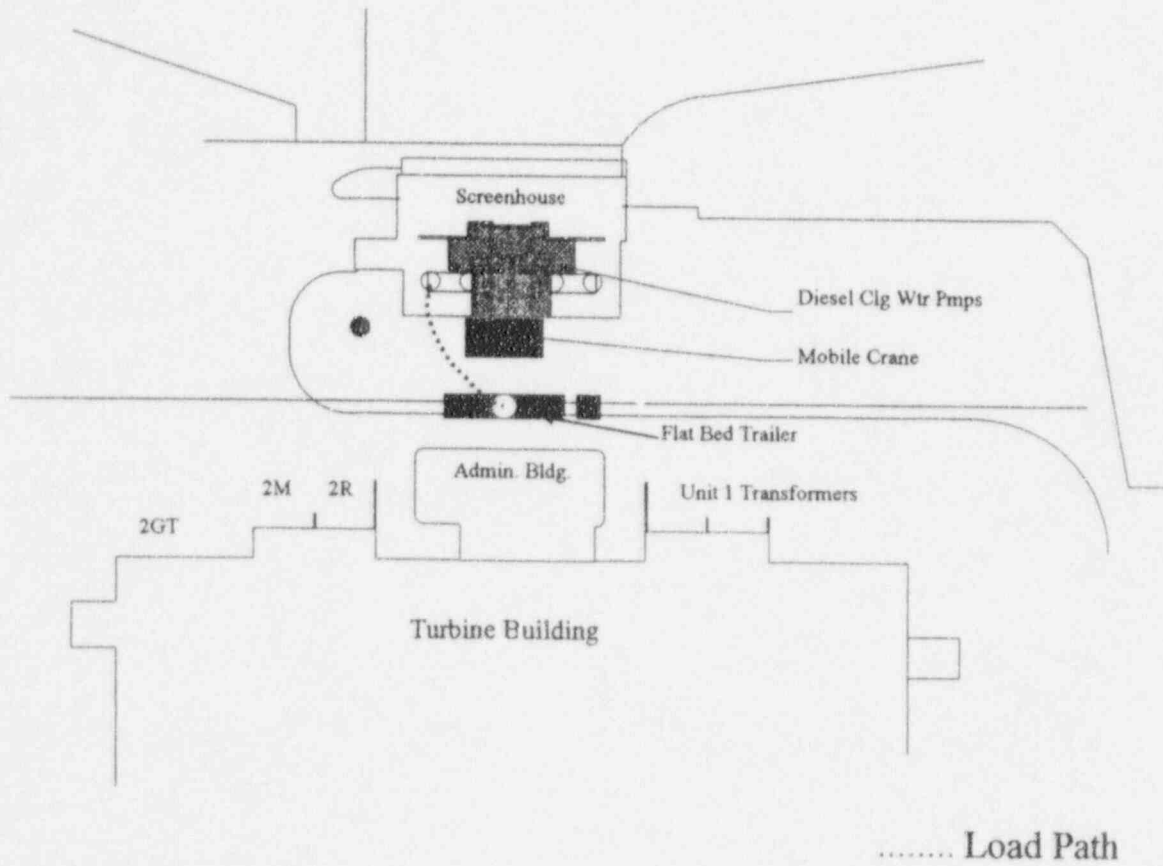 Screenhouse
Diesel Clg Wtr Pmps
Mobile Crane
Flat Bed Trailer
Admin. Bldg.
2M 2R
Unit 1 Transformers
2GT
Turbine Building
........ Load Path